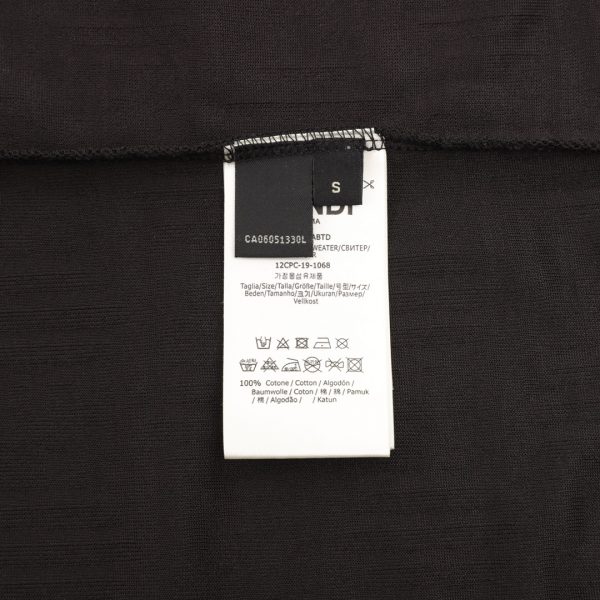 S
NDI
MA
CA06051330L
ABTD
WEATER/СВИТЕР/
12CPC-19-1068
가정용섬유제품
Taglia/Size/Talla/Größe/Taille/号型/サイズ/
Beden/Tamanho/크기/Ukuran/Размер/
Vellkost
100% Cotone / Cotton / Algodón /
Baumwolle / Coton / 棉 / Pamuk
/ 棉 / Algodão / / Katun